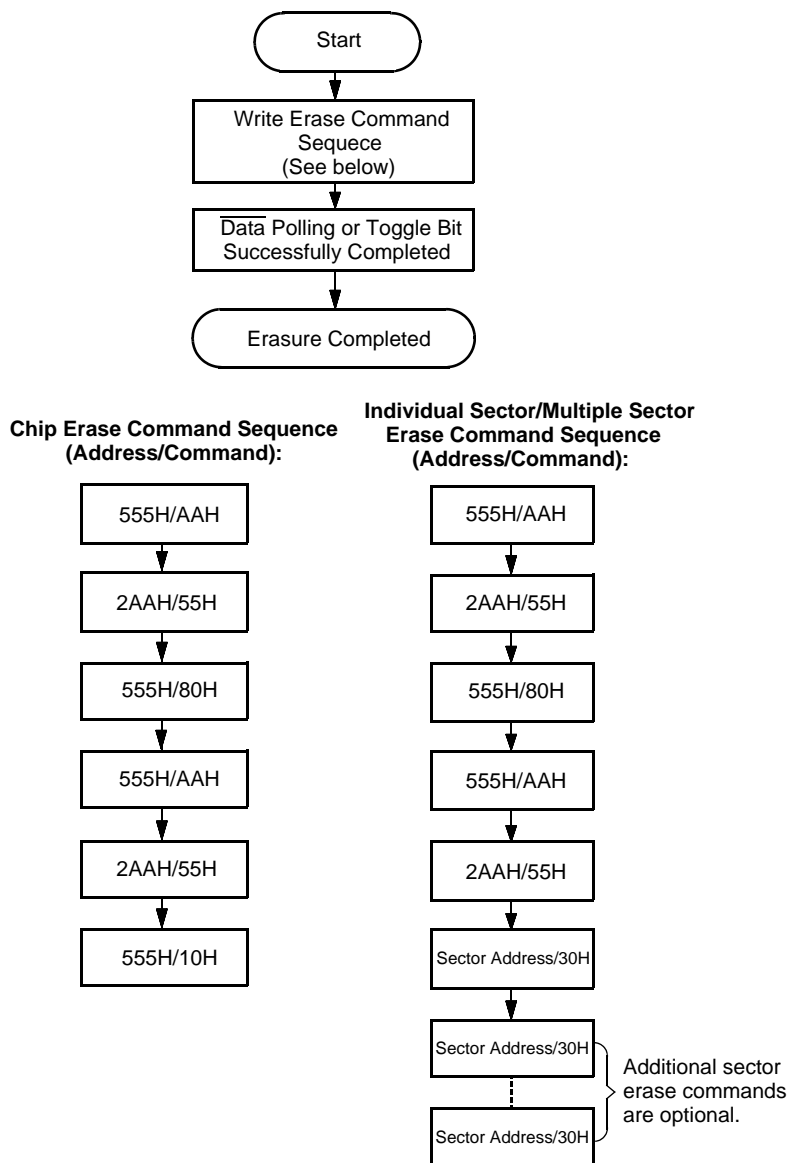 Start
Write Erase Command
Sequece
(See below)
Data Polling or Toggle Bit
Successfully Completed
Erasure Completed
Chip Erase Command Sequence
(Address/Command):
555H/AAH
2AAH/55H
555H/80H
555H/AAH
2AAH/55H
555H/10H
Individual Sector/Multiple Sector
Erase Command Sequence
(Address/Command):
555H/AAH
2AAH/55H
555H/80H
555H/AAH
2AAH/55H
Sector Address/30H
Sector Address/30H
Sector Address/30H
Additional sector
erase commands
are optional.